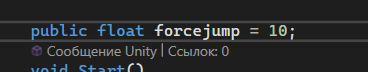 public float forcejump = 10;
Сообщение Unity | Ссылок: 0
void Start()